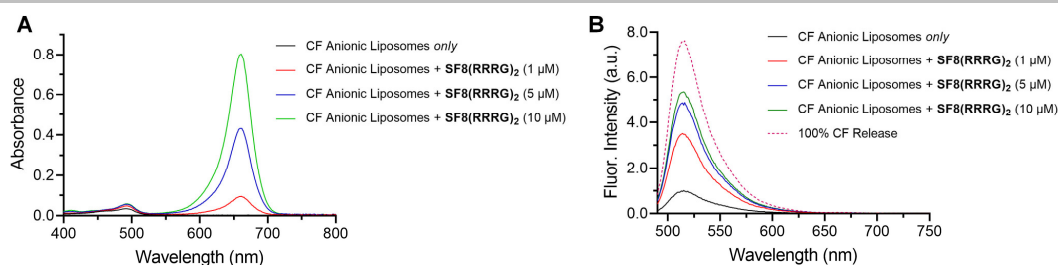 A
Absorbance
0.8
0.6
0.4
0.2
0.0
400
500
600
700
800
Wavelength (nm)
CF Anionic Liposomes only
CF Anionic Liposomes + SF8(RRRG)2 (1 µM)
CF Anionic Liposomes + SF8(RRRG)2 (5 µM)
CF Anionic Liposomes + SF8(RRRG)2 (10 µM)
B
Fluor. Intensity (a.u.)
8.0
6.0
4.0
2.0
0.0
500
550
600
650
700
750
Wavelength (nm)
CF Anionic Liposomes only
CF Anionic Liposomes + SF8(RRRG)2 (1 µM)
CF Anionic Liposomes + SF8(RRRG)2 (5 µM)
CF Anionic Liposomes + SF8(RRRG)2 (10 µM)
100% CF Release